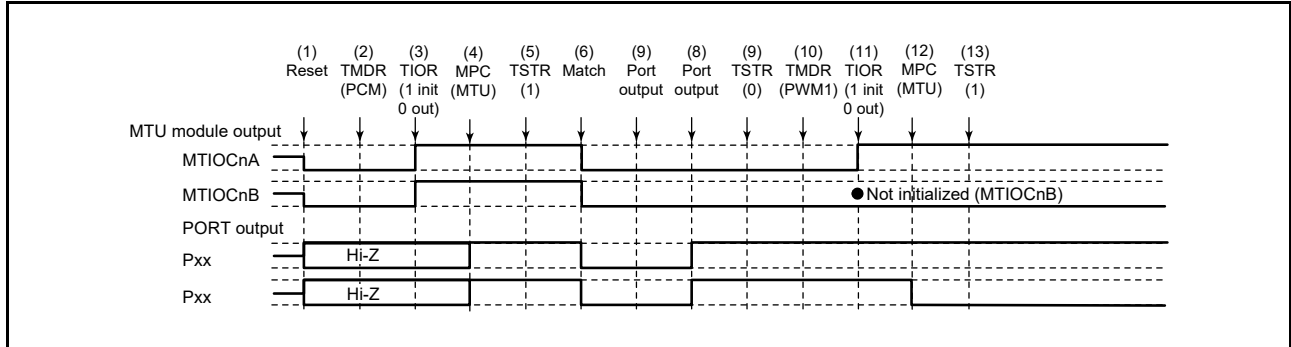 (1) (2) (3) (4) (5) (6) (9) (8) (9) (10) (11) (12) (13)
Reset TMDR TIOR MPC TSTR Match Port Port TSTR TMDR TIOR MPC TSTR
(PCM) (1 init (MTU) (1) output output (0) (PWM1) (1 init (MTU) (1)
0 out) 0 out)
MTU module output
MTIOCnA
MTIOCnB Not initialized (MTIOCnB)
PORT output
Pxx Hi-Z
Pxx Hi-Z